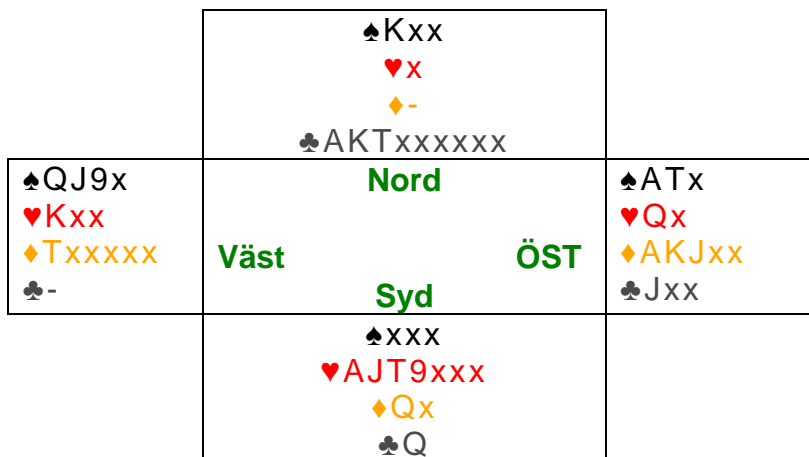 ♠Kxx
♥x
♦-
♣AKTxxxxxx
♠QJ9x
♥Kxx
♦Txxxxx
♣-
Nord
Väst ÖST
Syd
♠ATx
♥Qx
♦AKJxx
♣Jxx
♠xxx
♥AJT9xxx
♦Qx
♣Q